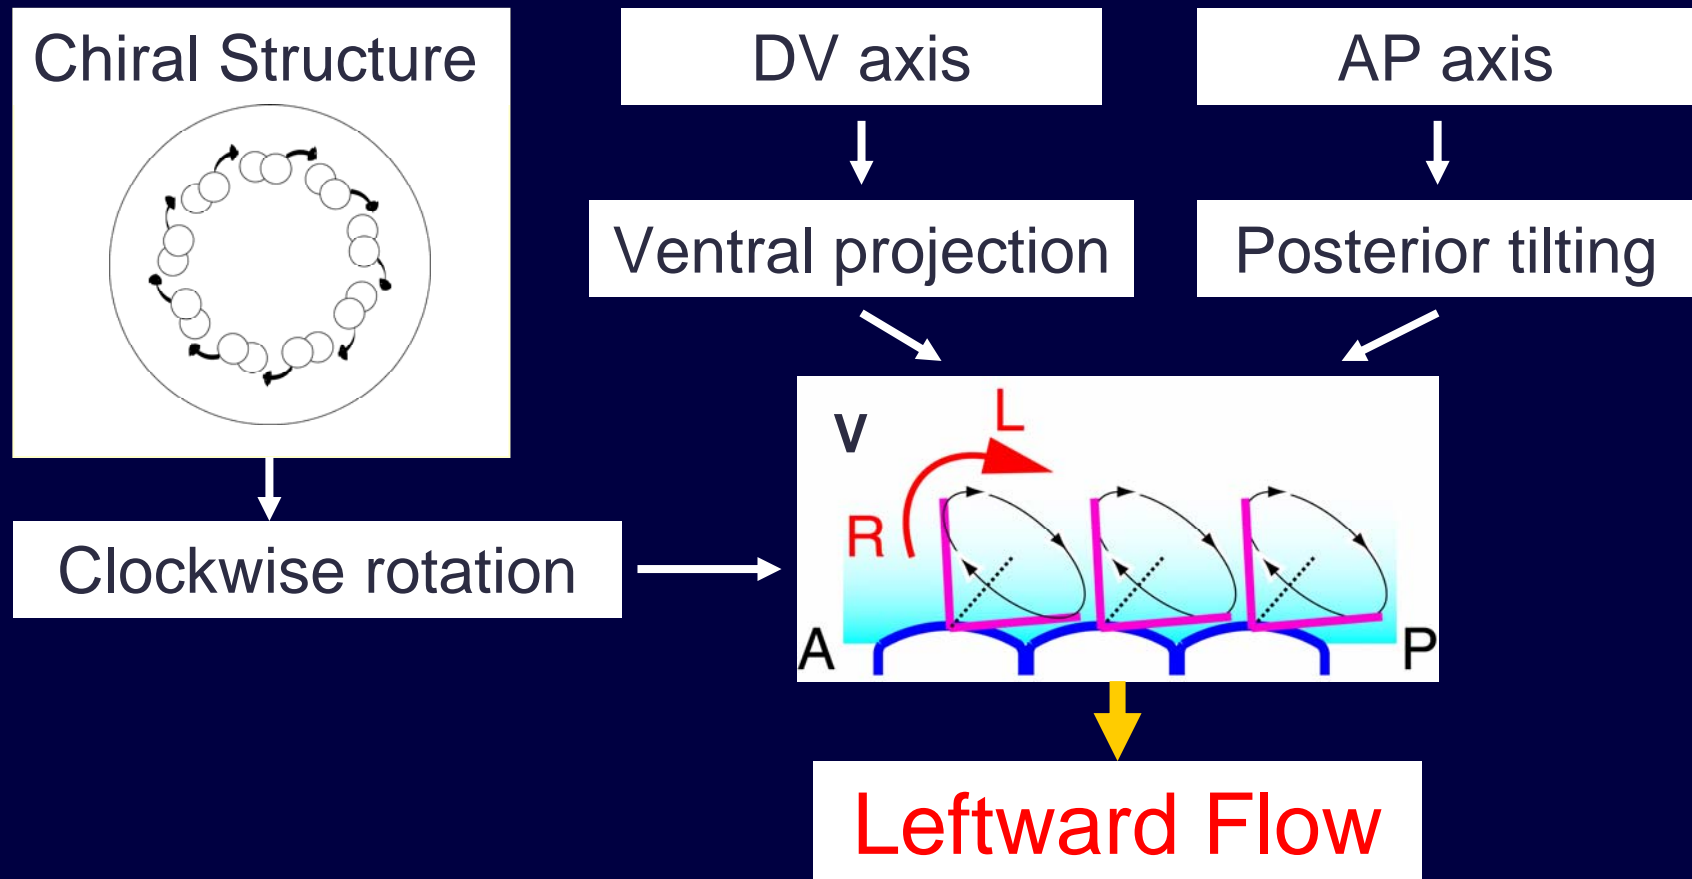 Chiral Structure
DV axis
AP axis
Ventral projection
Posterior tilting
Clockwise rotation
V
L
R
A
P
Leftward Flow